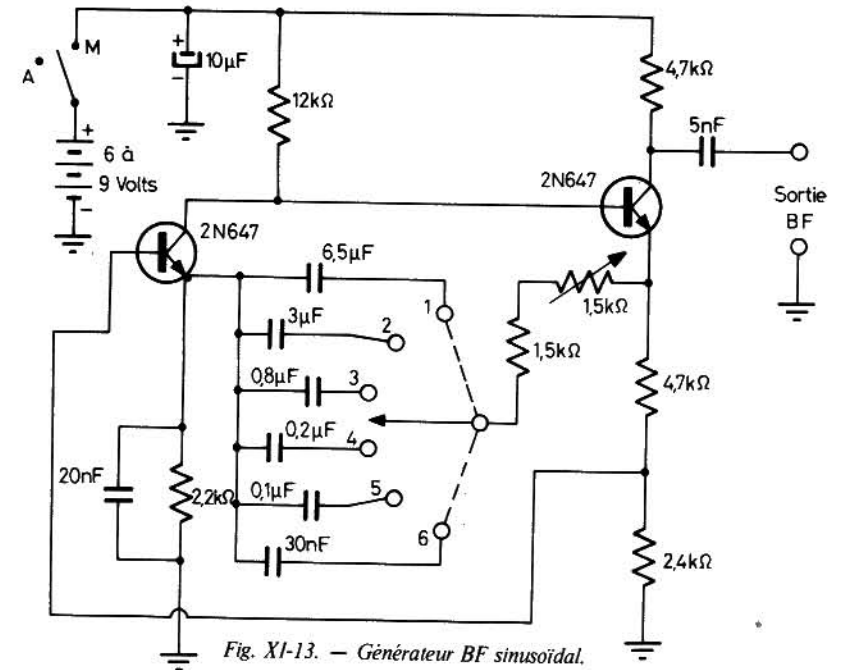 M
A
+
−
10µF
12kΩ
4,7kΩ
5nF
+
6 à
9 Volts
−
2N647
Sortie
BF
2N647
6,5µF
1
3µF
2
1,5kΩ
1,5kΩ
0,8µF
3
4,7kΩ
0,2µF
4
20nF
2,2kΩ
0,1µF
5
6
30nF
2,4kΩ
Fig. XI-13. — Générateur BF sinusoïdal.